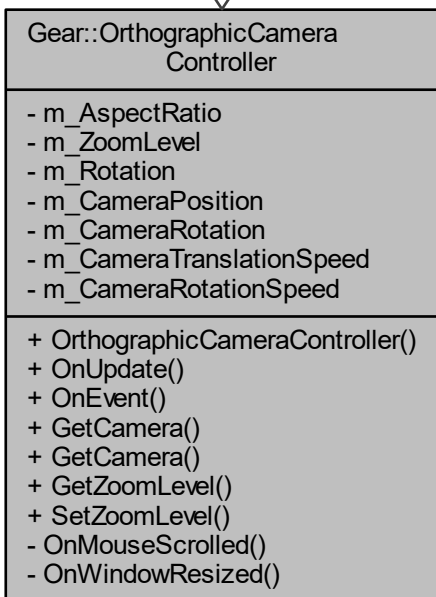 Gear::OrthographicCamera
Controller
- m_AspectRatio
- m_ZoomLevel
- m_Rotation
- m_CameraPosition
- m_CameraRotation
- m_CameraTranslationSpeed
- m_CameraRotationSpeed
+ OrthographicCameraController()
+ OnUpdate()
+ OnEvent()
+ GetCamera()
+ GetCamera()
+ GetZoomLevel()
+ SetZoomLevel()
- OnMouseScrolled()
- OnWindowResized()